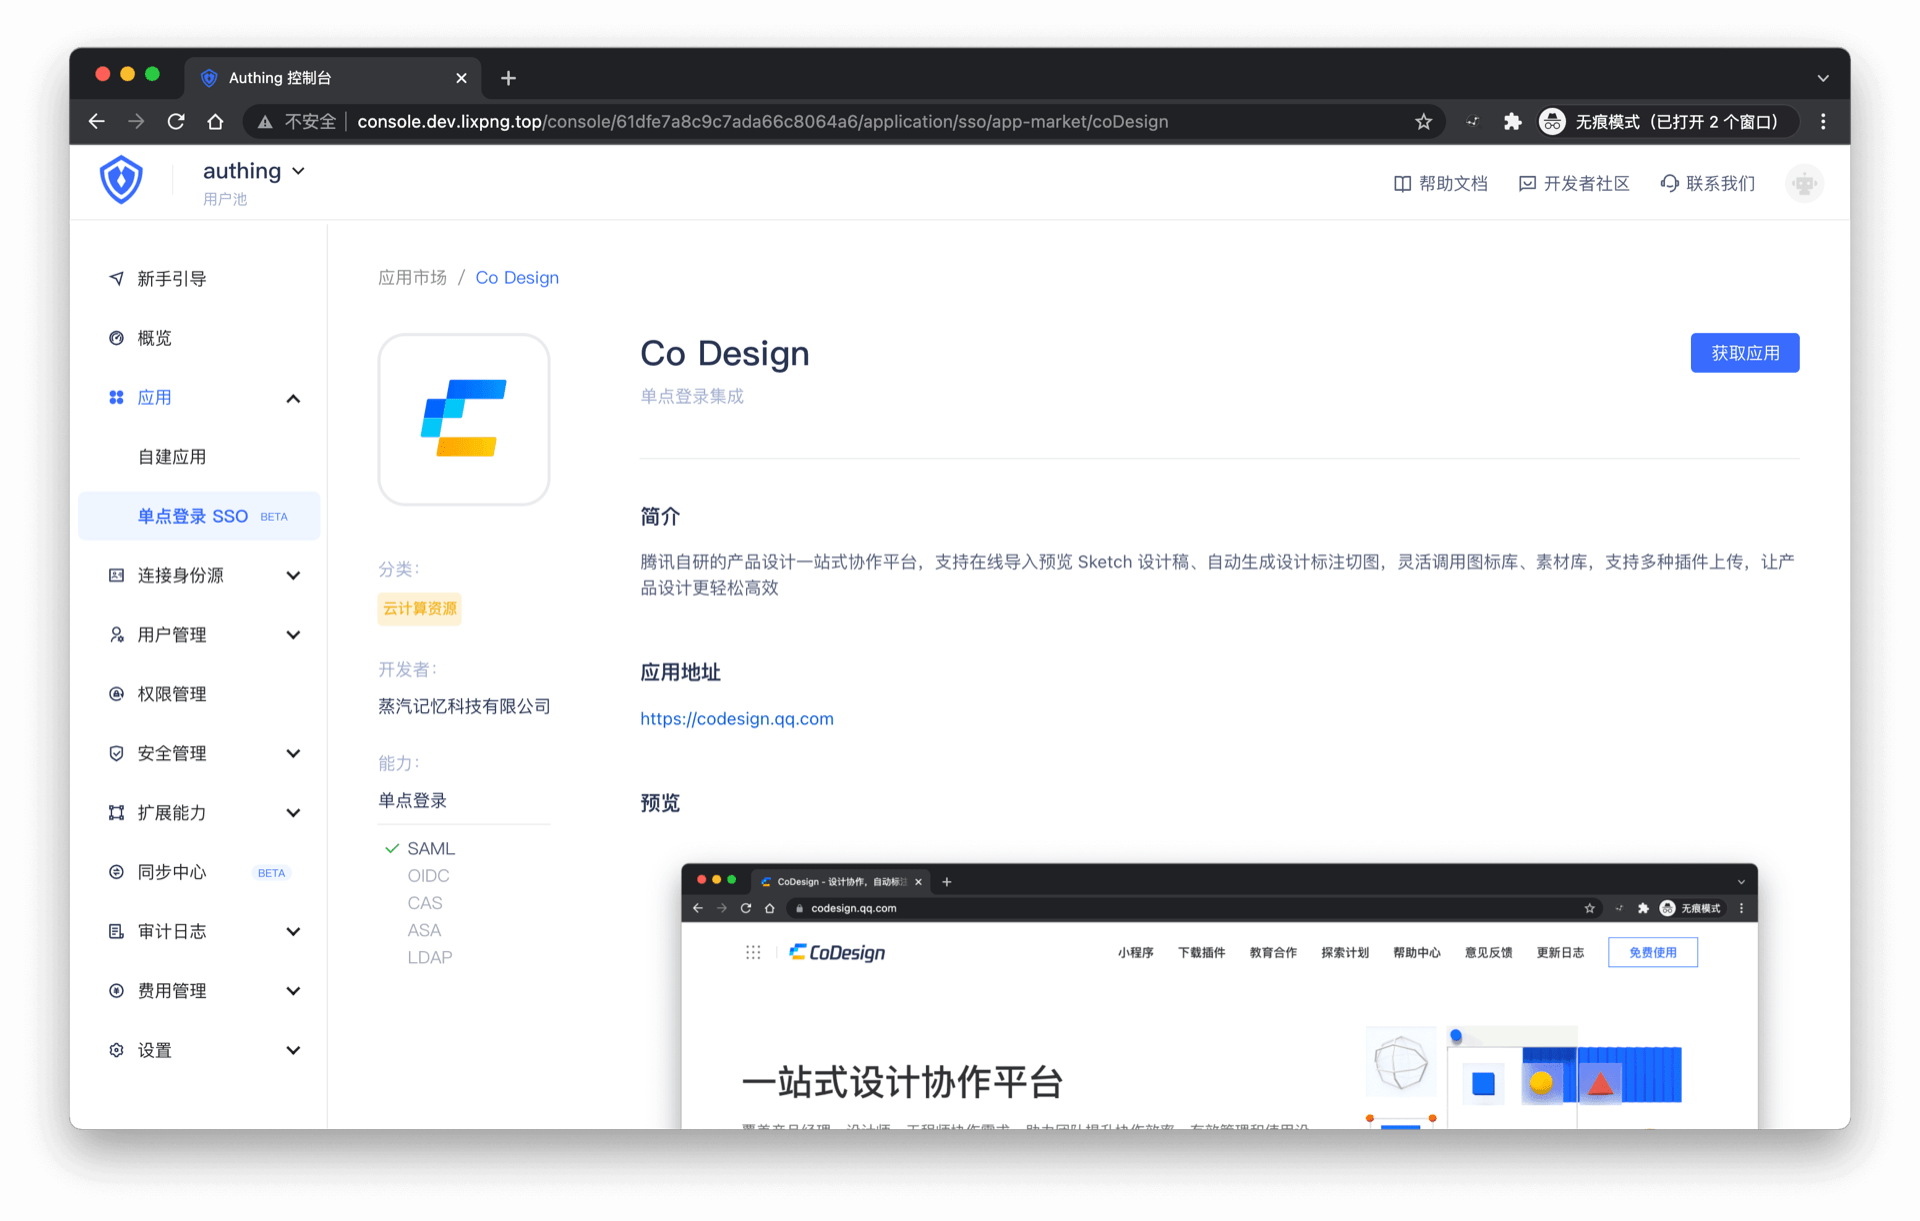 Authing 控制台
不安全 console.dev.lixpng.top/console/61dfe7a8c9c7ada66c8064a6/application/sso/app-market/coDesign
无痕模式（已打开 2 个窗口）
authing
用户池
帮助文档
开发者社区
联系我们
新手引导
概览
应用
自建应用
单点登录 SSO BETA
连接身份源
用户管理
权限管理
安全管理
扩展能力
同步中心 BETA
审计日志
费用管理
设置
应用市场 / Co Design
分类：
云计算资源
开发者：
蒸汽记忆科技有限公司
能力：
单点登录
SAML
OIDC
CAS
ASA
LDAP
Co Design
获取应用
单点登录集成
简介
腾讯自研的产品设计一站式协作平台，支持在线导入预览 Sketch 设计稿、自动生成设计标注切图，灵活调用图标库、素材库，支持多种插件上传，让产
品设计更轻松高效
应用地址
https://codesign.qq.com
预览
CoDesign - 设计协作，自动标注
codesign.qq.com
无痕模式
CoDesign
小程序 下载插件 教育合作 探索计划 帮助中心 意见反馈 更新日志 免费使用
一站式设计协作平台